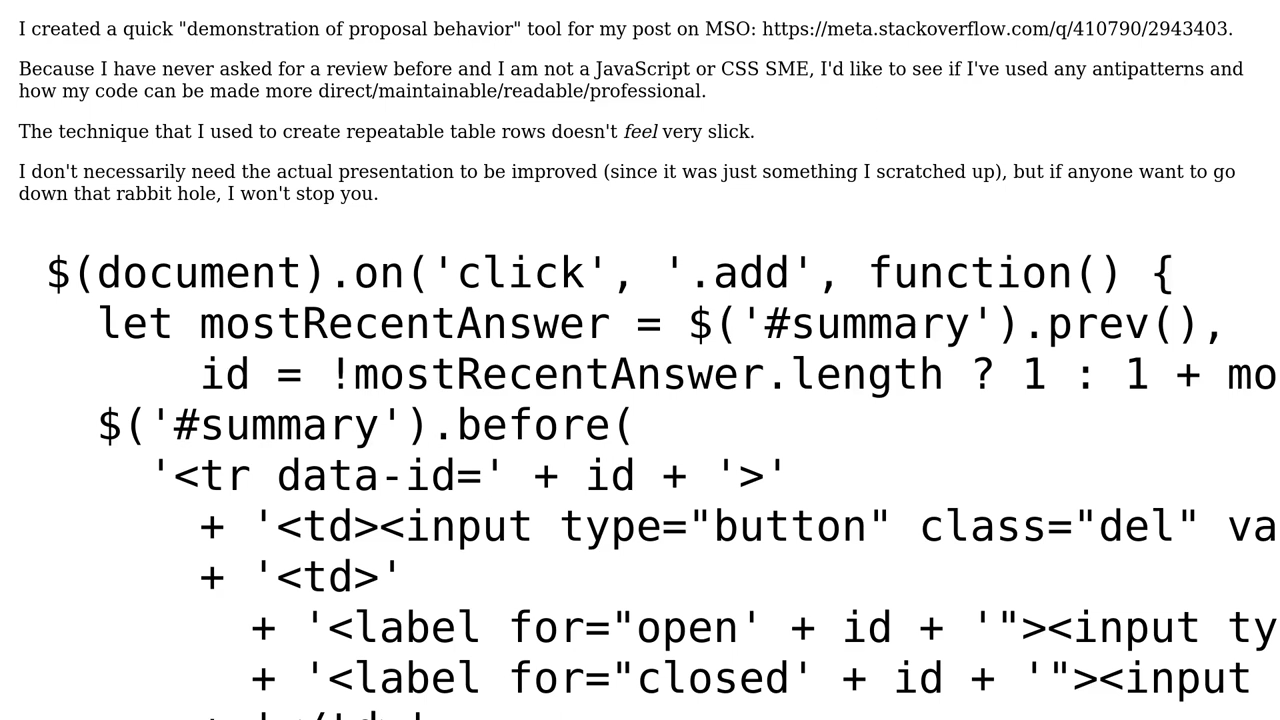 I created a quick "demonstration of proposal behavior" tool for my post on MSO: https://meta.stackoverflow.com/q/410790/2943403.
Because I have never asked for a review before and I am not a JavaScript or CSS SME, I'd like to see if I've used any antipatterns and
how my code can be made more direct/maintainable/readable/professional.
The technique that I used to create repeatable table rows doesn't feel very slick.
I don't necessarily need the actual presentation to be improved (since it was just something I scratched up), but if anyone want to go
down that rabbit hole, I won't stop you.
$(document).on('click', '.add', function() {
let mostRecentAnswer = $('#summary').prev(),
id = !mostRecentAnswer.length ? 1 : 1 + mo
$('#summary').before(
'<tr data-id=' + id + '>'
+ '<td><input type="button" class="del" va
+ '<td>'
+ '<label for="open' + id + '"><input ty
+ '<label for="closed' + id + '"><input